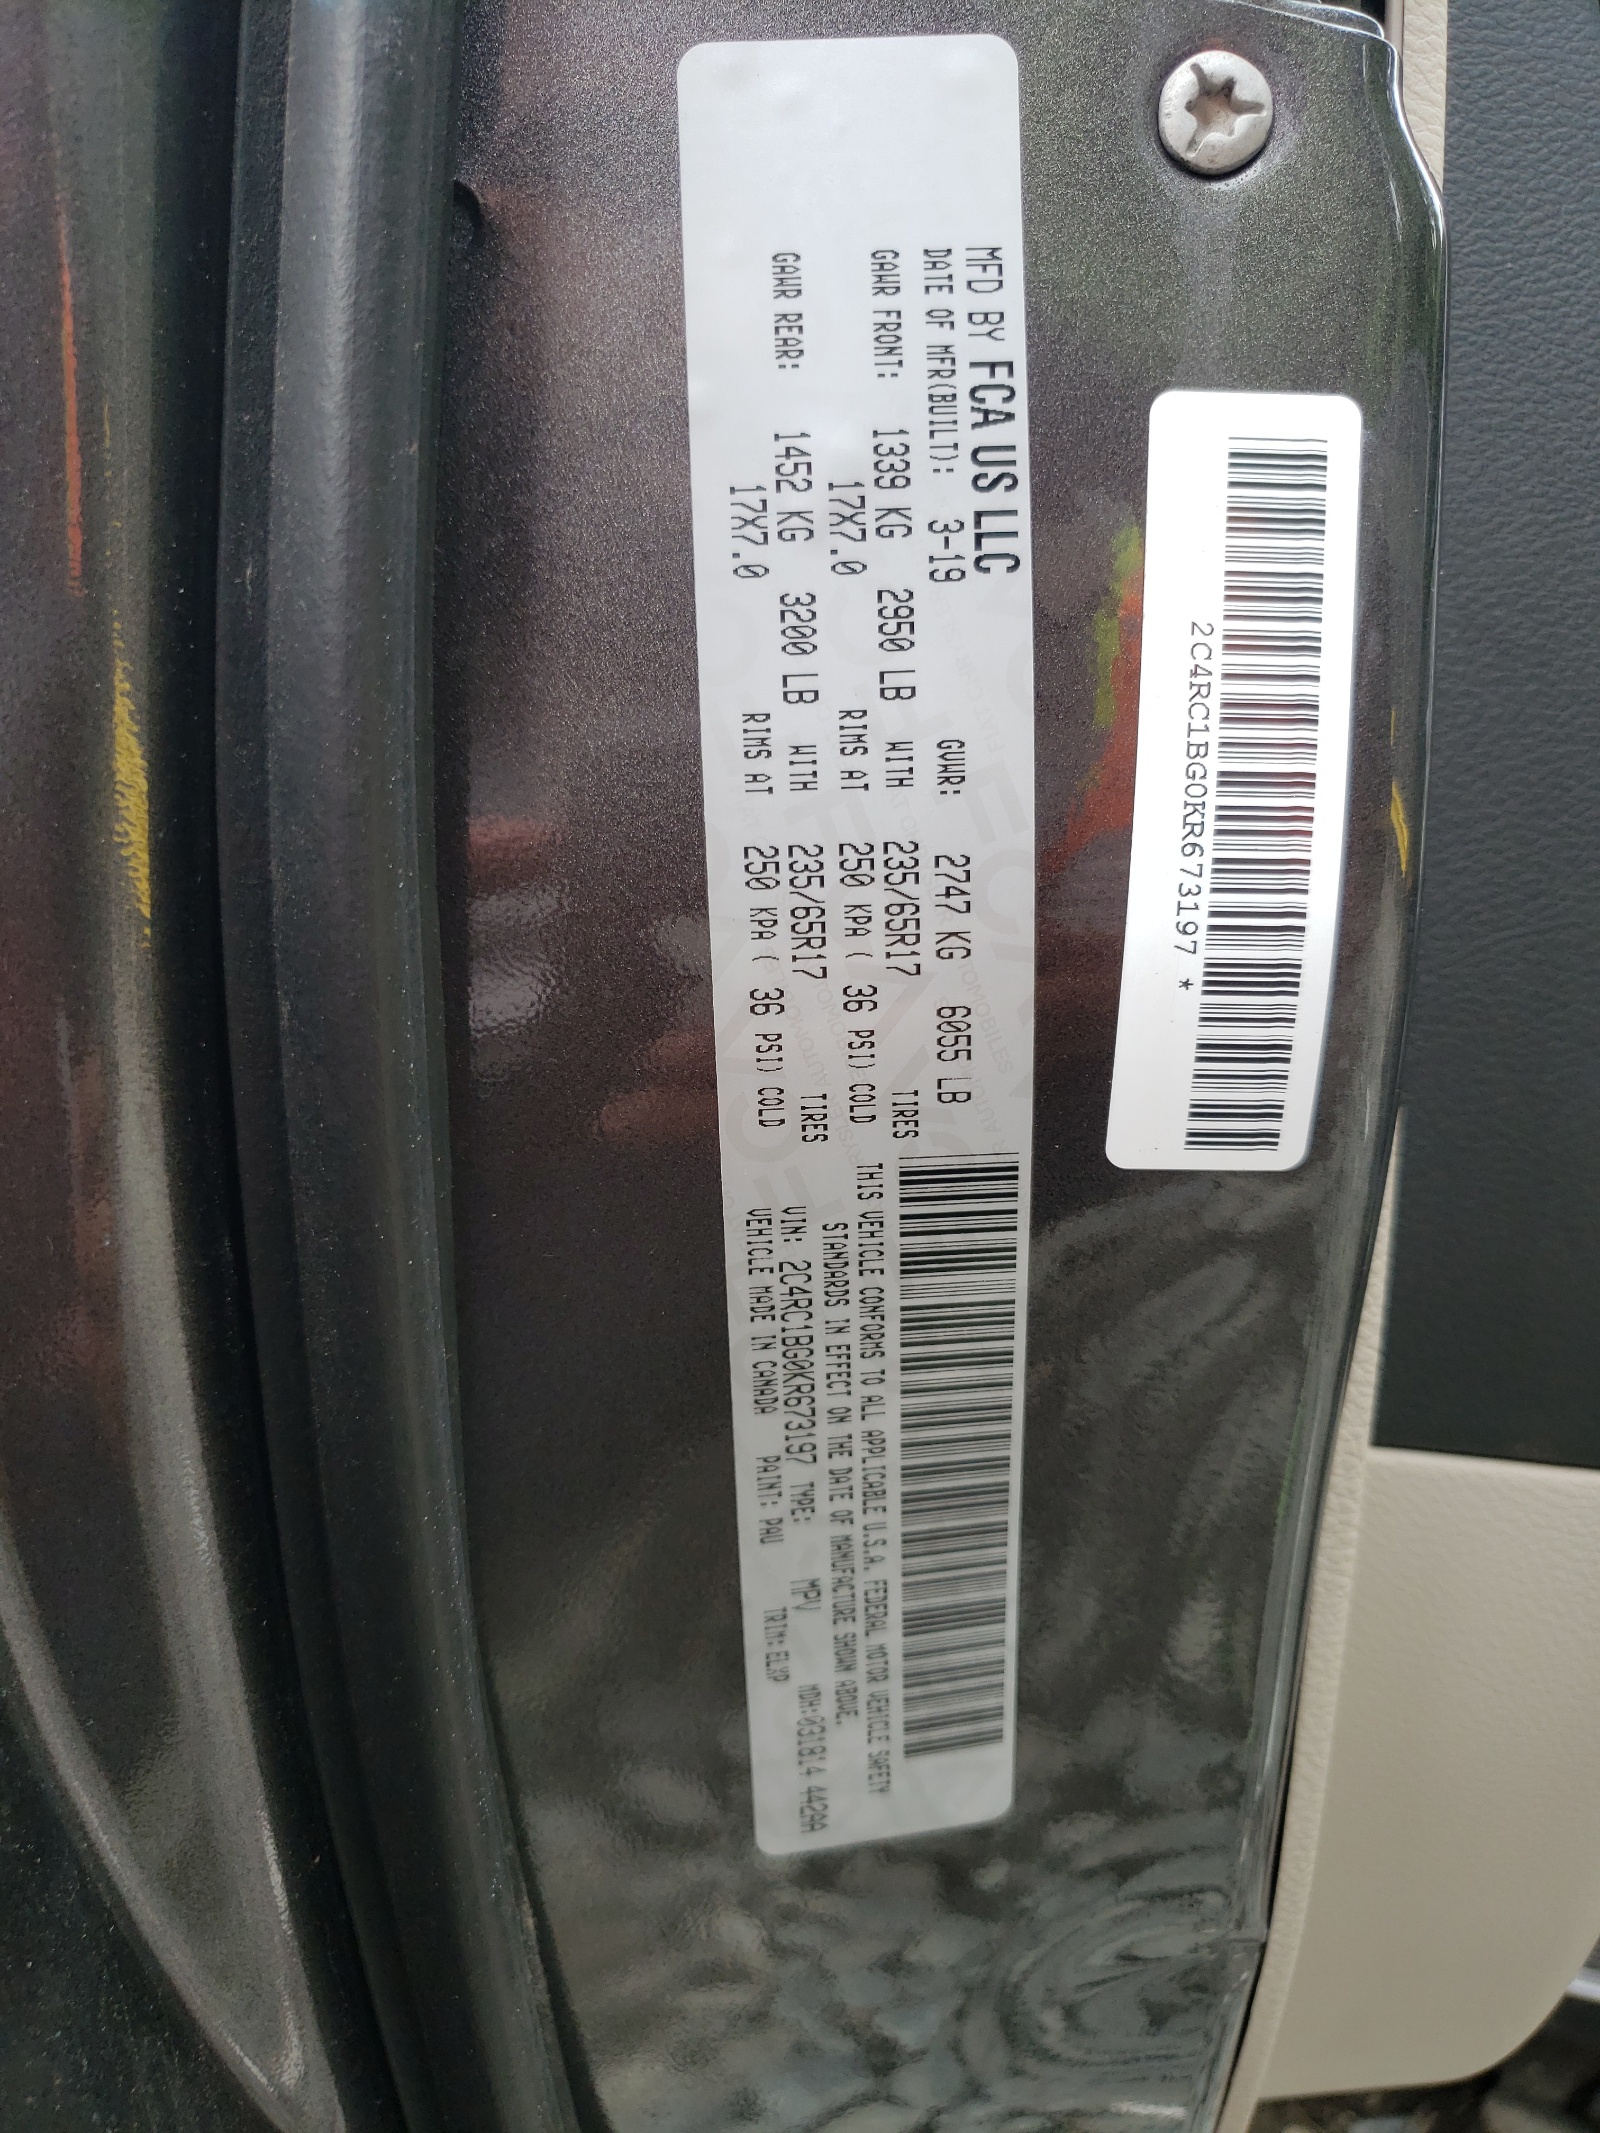 2C4RC1BG0KR673197 *
MFD BY FCA US LLC
DATE OF MFR(BUILT): 3-19 GVWR: 2747 KG 6055 LB
GAWR FRONT: 1339 KG 2950 LB WITH 235/65R17 TIRES
17X7.0 RIMS AT 250 KPA( 36 PSI) COLD
GAWR REAR: 1452 KG 3200 LB WITH 235/65R17 TIRES
17X7.0 RIMS AT 250 KPA( 36 PSI) COLD
THIS VEHICLE CONFORMS TO ALL APPLICABLE U.S.A. FEDERAL MOTOR VEHICLE SAFETY
STANDARDS IN EFFECT ON THE DATE OF MANUFACTURE SHOWN ABOVE.
VIN: 2C4RC1BG0KR673197 TYPE: MPV MDH:031814 442AA
VEHICLE MADE IN CANADA PAINT: PAU TRIM: ELXP